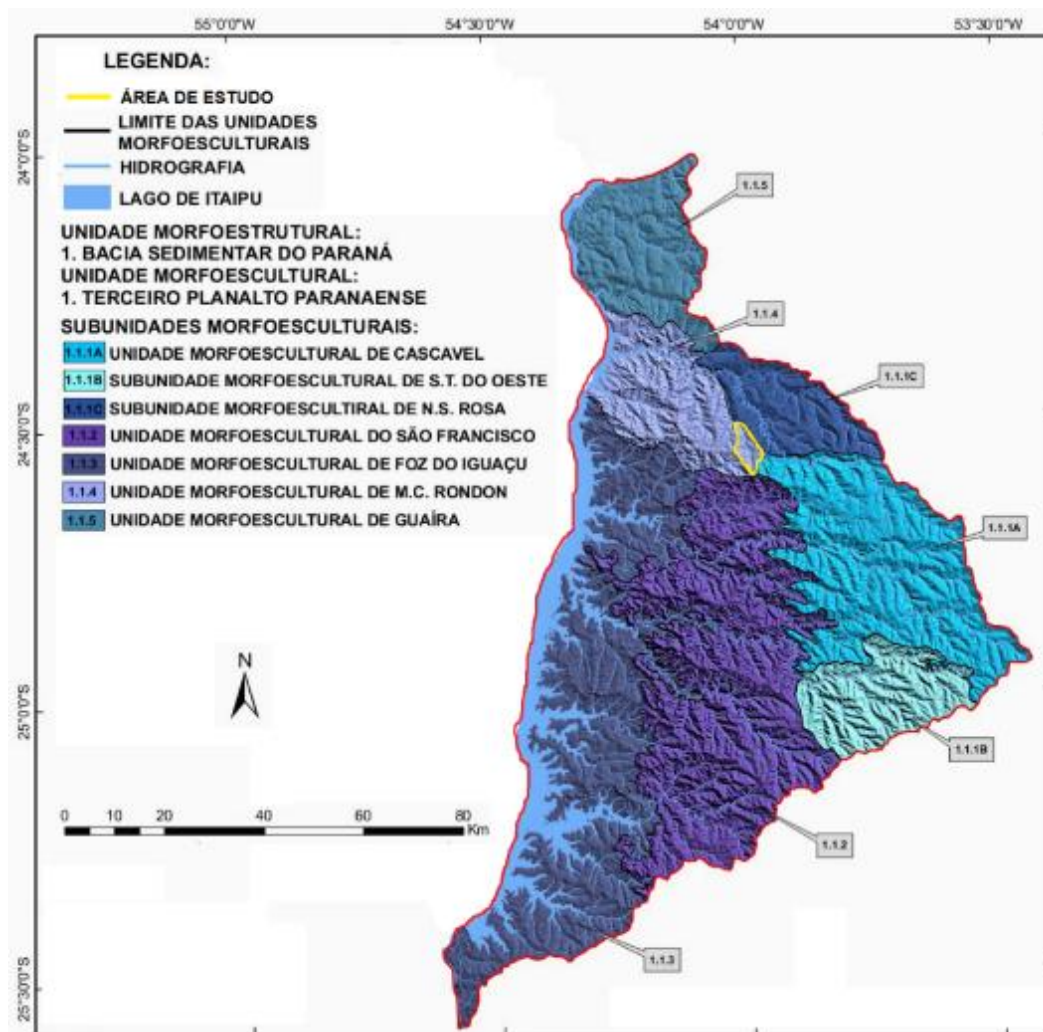 55°0'0"W 54°30'0"W 54°0'0"W 53°30'0"W
LEGENDA:
ÁREA DE ESTUDO
LIMITE DAS UNIDADES
MORFOESCULTURAIS
HIDROGRAFIA
LAGO DE ITAIPU
UNIDADE MORFOESTRUTURAL:
1. BACIA SEDIMENTAR DO PARANÁ
UNIDADE MORFOESCULTURAL:
1. TERCEIRO PLANALTO PARANAENSE
SUBUNIDADES MORFOESCULTURAIS:
1.1.1A UNIDADE MORFOESCULTURAL DE CASCAVEL
1.1.1B SUBUNIDADE MORFOESCULTURAL DE S.T. DO OESTE
1.1.1C SUBUNIDADE MORFOESCULTIRAL DE N.S. ROSA
1.1.2 UNIDADE MORFOESCULTURAL DO SÃO FRANCISCO
1.1.3 UNIDADE MORFOESCULTURAL DE FOZ DO IGUAÇU
1.1.4 UNIDADE MORFOESCULTURAL DE M.C. RONDON
1.1.5 UNIDADE MORFOESCULTURAL DE GUAÍRA
24°0'0"S
24°30'0"S
25°0'0"S
25°30'0"S
1.1.5
1.1.4
1.1.1C
1.1.1A
1.1.1B
1.1.2
1.1.3
N
0 10 20 40 60 80
Km